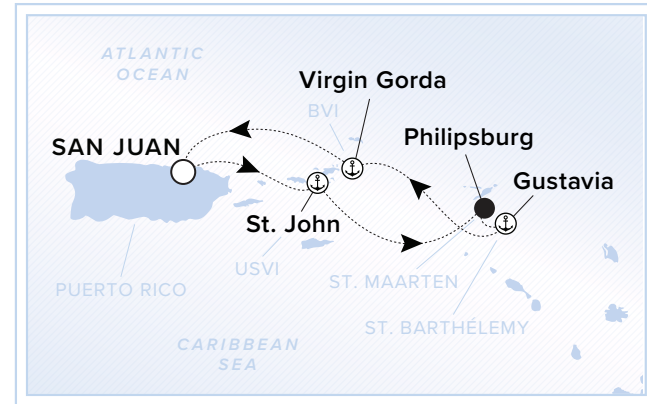 ATLANTIC
OCEAN
Virgin Gorda
BVI
Philipsburg
SAN JUAN
Gustavia
St. John
USVI
ST. MAARTEN
PUERTO RICO
ST. BARTHÉLEMY
CARIBBEAN
SEA